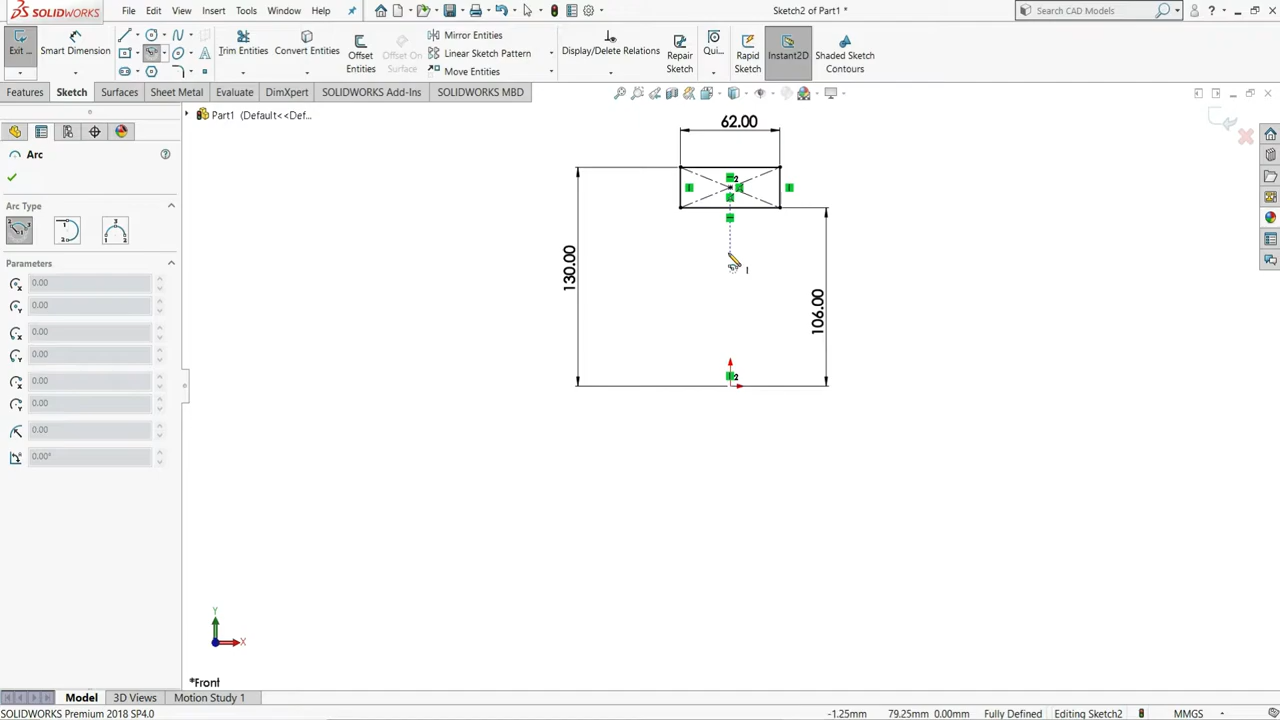 SOLIDWORKS File Edit View Insert Tools Window Help Sketch2 of Part1 * Search CAD Models ?
Exit ...
Smart Dimension
Trim Entities
Convert Entities
Offset Entities
Offset On Surface
Mirror Entities
Linear Sketch Pattern
Move Entities
Display/Delete Relations
Repair Sketch
Qui...
Rapid Sketch
Instant2D
Shaded Sketch Contours
Features Sketch Surfaces Sheet Metal Evaluate DimXpert SOLIDWORKS Add-Ins SOLIDWORKS MBD
Part1 (Default<<Def...
Arc
Arc Type
Parameters
0.00
0.00
0.00
0.00
0.00
0.00
0.00
0.00°
62.00
2
130.00
106.00
2
Y
X
*Front
Model 3D Views Motion Study 1
SOLIDWORKS Premium 2018 SP4.0 -1.25mm 79.25mm 0.00mm Fully Defined Editing Sketch2 MMGS